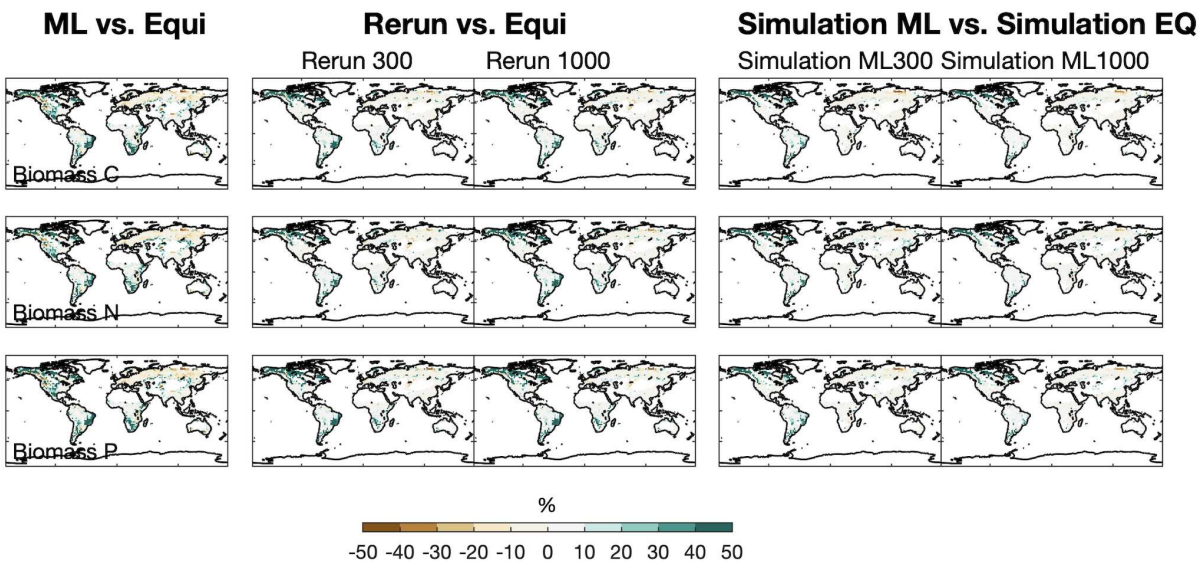 ML vs. Equi Rerun vs. Equi Simulation ML vs. Simulation EQ
Rerun 300 Rerun 1000 Simulation ML300 Simulation ML1000
Biomass C
Biomass N
Biomass P
%
-50 -40 -30 -20 -10 0 10 20 30 40 50